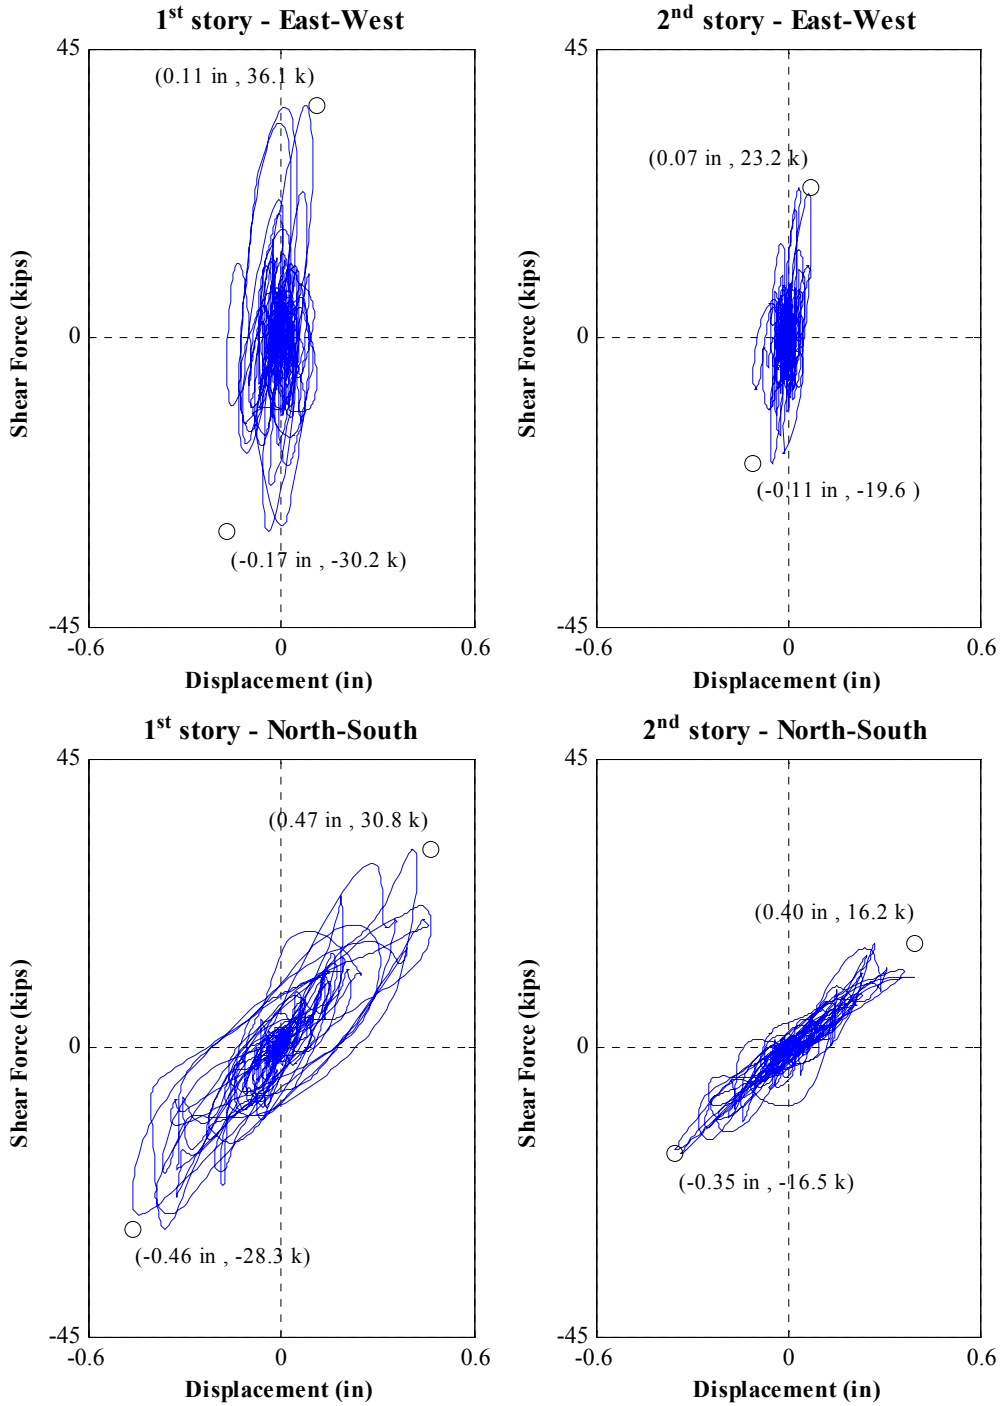 1st story - East-West
45
(0.11 in , 36.1 k)
0
(-0.17 in , -30.2 k)
-45
-0.6 0 0.6
Displacement (in)
Shear Force (kips)
2nd story - East-West
45
(0.07 in , 23.2 k)
0
(-0.11 in , -19.6 )
-45
-0.6 0 0.6
Displacement (in)
Shear Force (kips)
1st story - North-South
45
(0.47 in , 30.8 k)
0
(-0.46 in , -28.3 k)
-45
-0.6 0 0.6
Displacement (in)
Shear Force (kips)
2nd story - North-South
45
(0.40 in , 16.2 k)
0
(-0.35 in , -16.5 k)
-45
-0.6 0 0.6
Displacement (in)
Shear Force (kips)